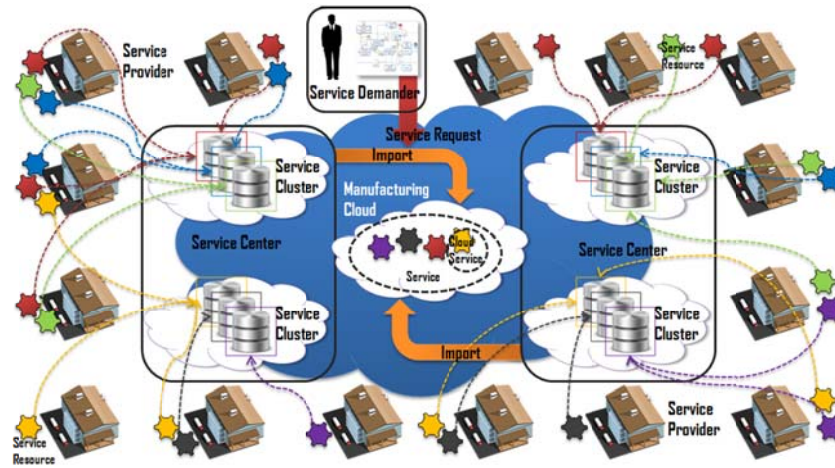 Service
Provider
Service Demander
Service
Resource
Service Request
Import
Service
Cluster
Manufacturing
Cloud
Service
Cluster
Service Center
Cloud
Service
Service
Service Center
Service
Cluster
Service
Cluster
Import
Service
Resource
Service
Provider